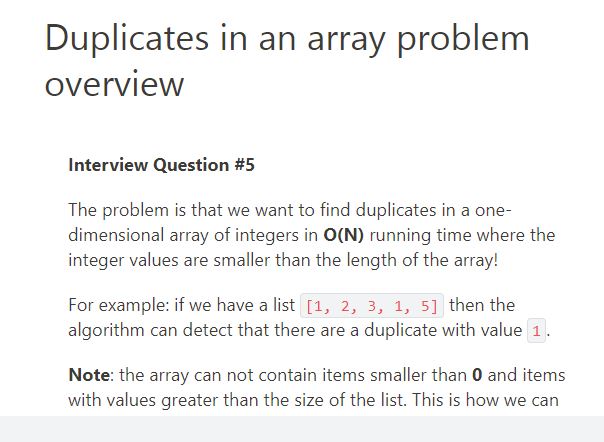 Duplicates in an array problem
overview
Interview Question #5
The problem is that we want to find duplicates in a one-
dimensional array of integers in O(N) running time where the
integer values are smaller than the length of the array!
For example: if we have a list [1, 2, 3, 1, 5] then the
algorithm can detect that there are a duplicate with value 1.
Note: the array can not contain items smaller than 0 and items
with values greater than the size of the list. This is how we can